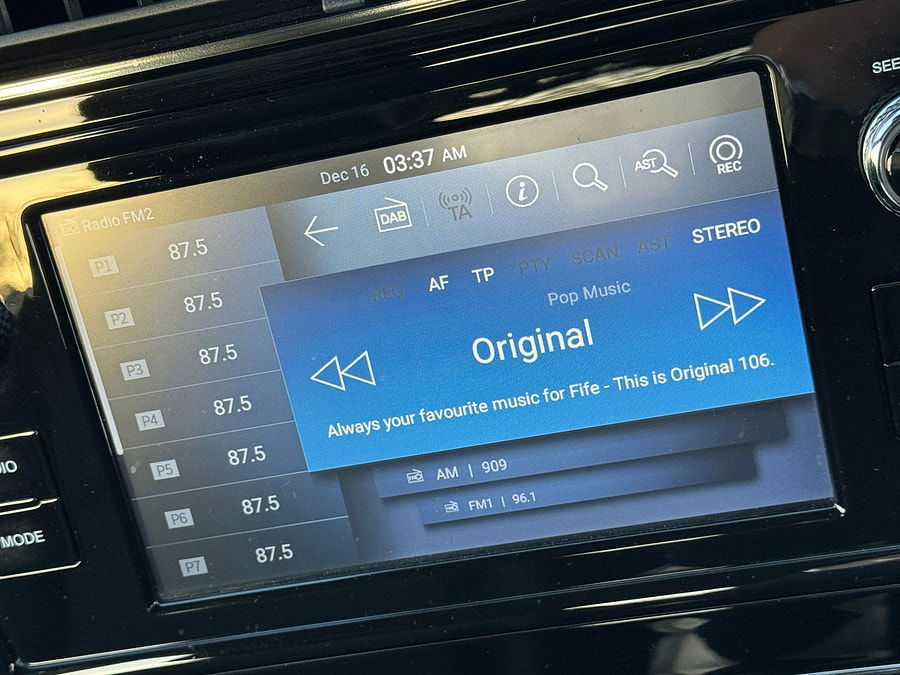 SEE
Dec 16 03:37 AM
Radio FM2
DAB
TA
i
AST
REC
P1 87.5
P2 87.5
P3 87.5
P4 87.5
P5 87.5
P6 87.5
P7 87.5
REG AF TP PTY SCAN AST STEREO
Pop Music
Original
Always your favourite music for Fife - This is Original 106.
AM | 909
FM1 | 96.1
DIO
MODE